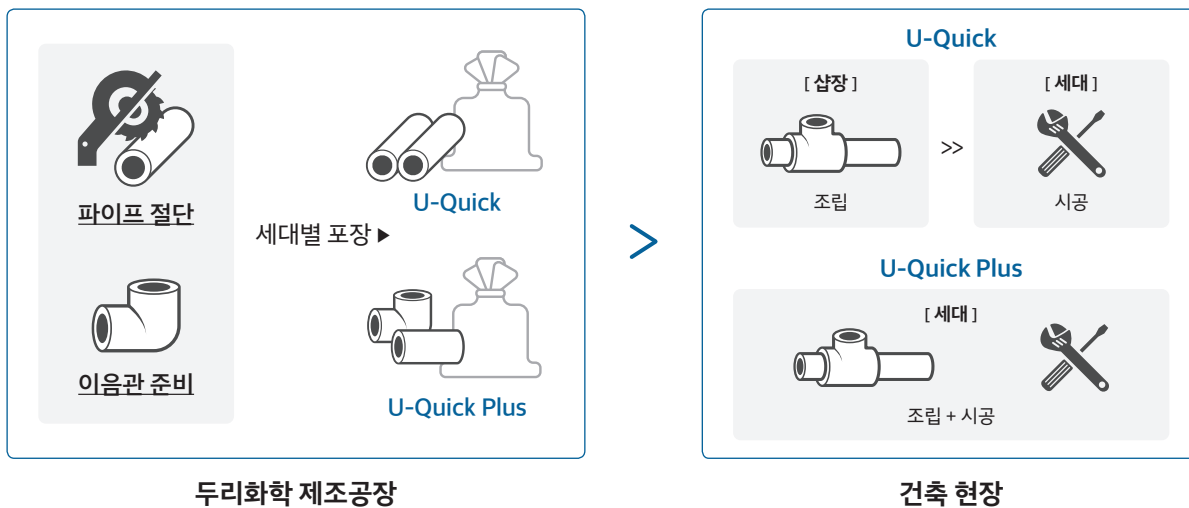 파이프 절단
이음관 준비
세대별 포장 ▶
U-Quick
U-Quick Plus
두리화학 제조공장
>
U-Quick
[ 샵장 ]
조립
>>
[ 세대 ]
시공
U-Quick Plus
[ 세대 ]
조립 + 시공
건축 현장